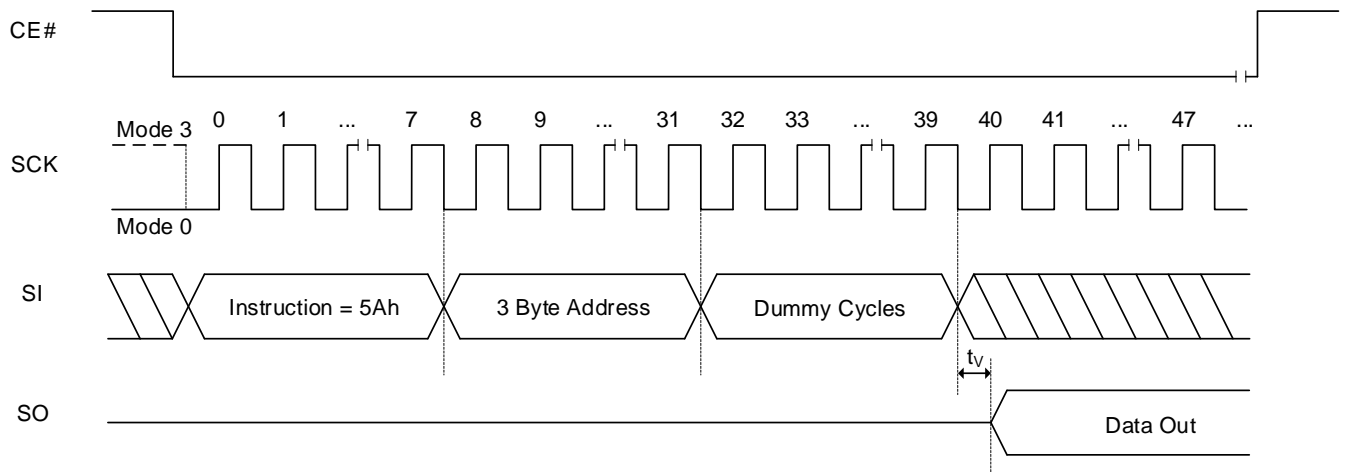 CE#
Mode 3
0 1 ... 7 8 9 ... 31 32 33 ... 39 40 41 ... 47 ...
SCK
Mode 0
SI
Instruction = 5Ah
3 Byte Address
Dummy Cycles
tV
SO
Data Out